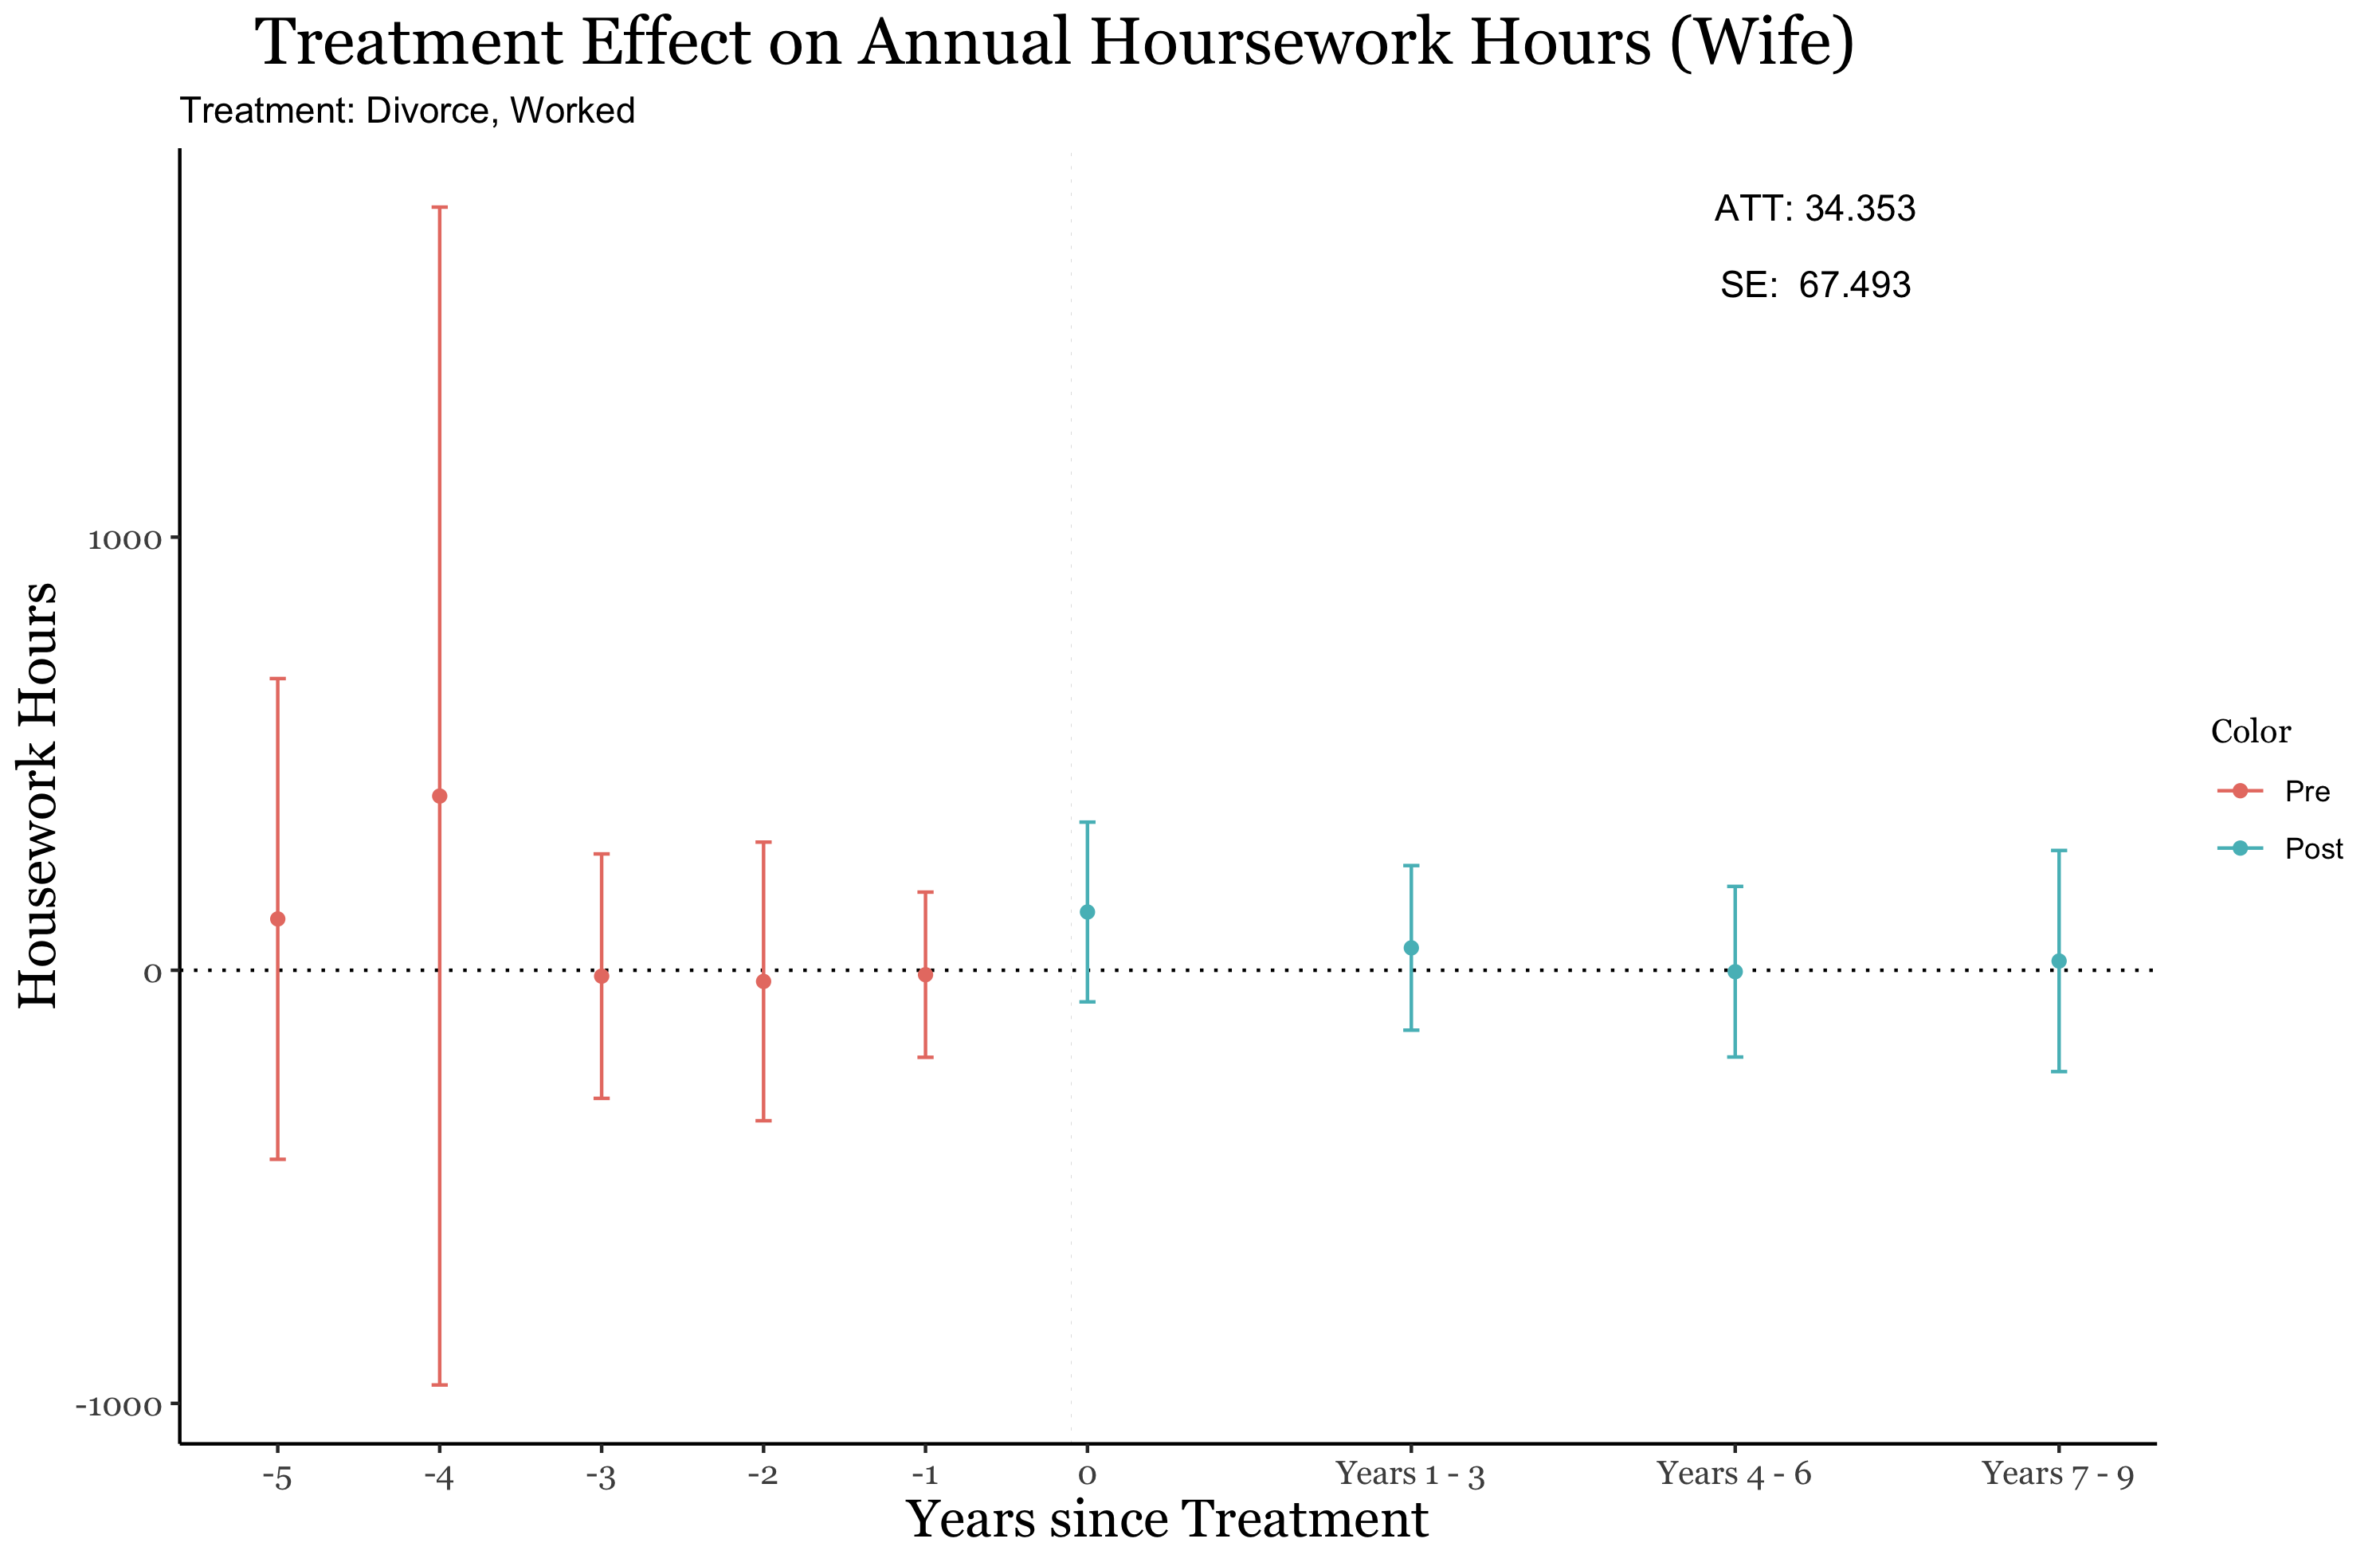 Treatment Effect on Annual Hoursework Hours (Wife)
Treatment: Divorce, Worked
ATT: 34.353
SE: 67.493
Housework Hours
1000
0
-1000
Color
Pre
Post
-5 -4 -3 -2 -1 0 Years 1 - 3 Years 4 - 6 Years 7 - 9
Years since Treatment